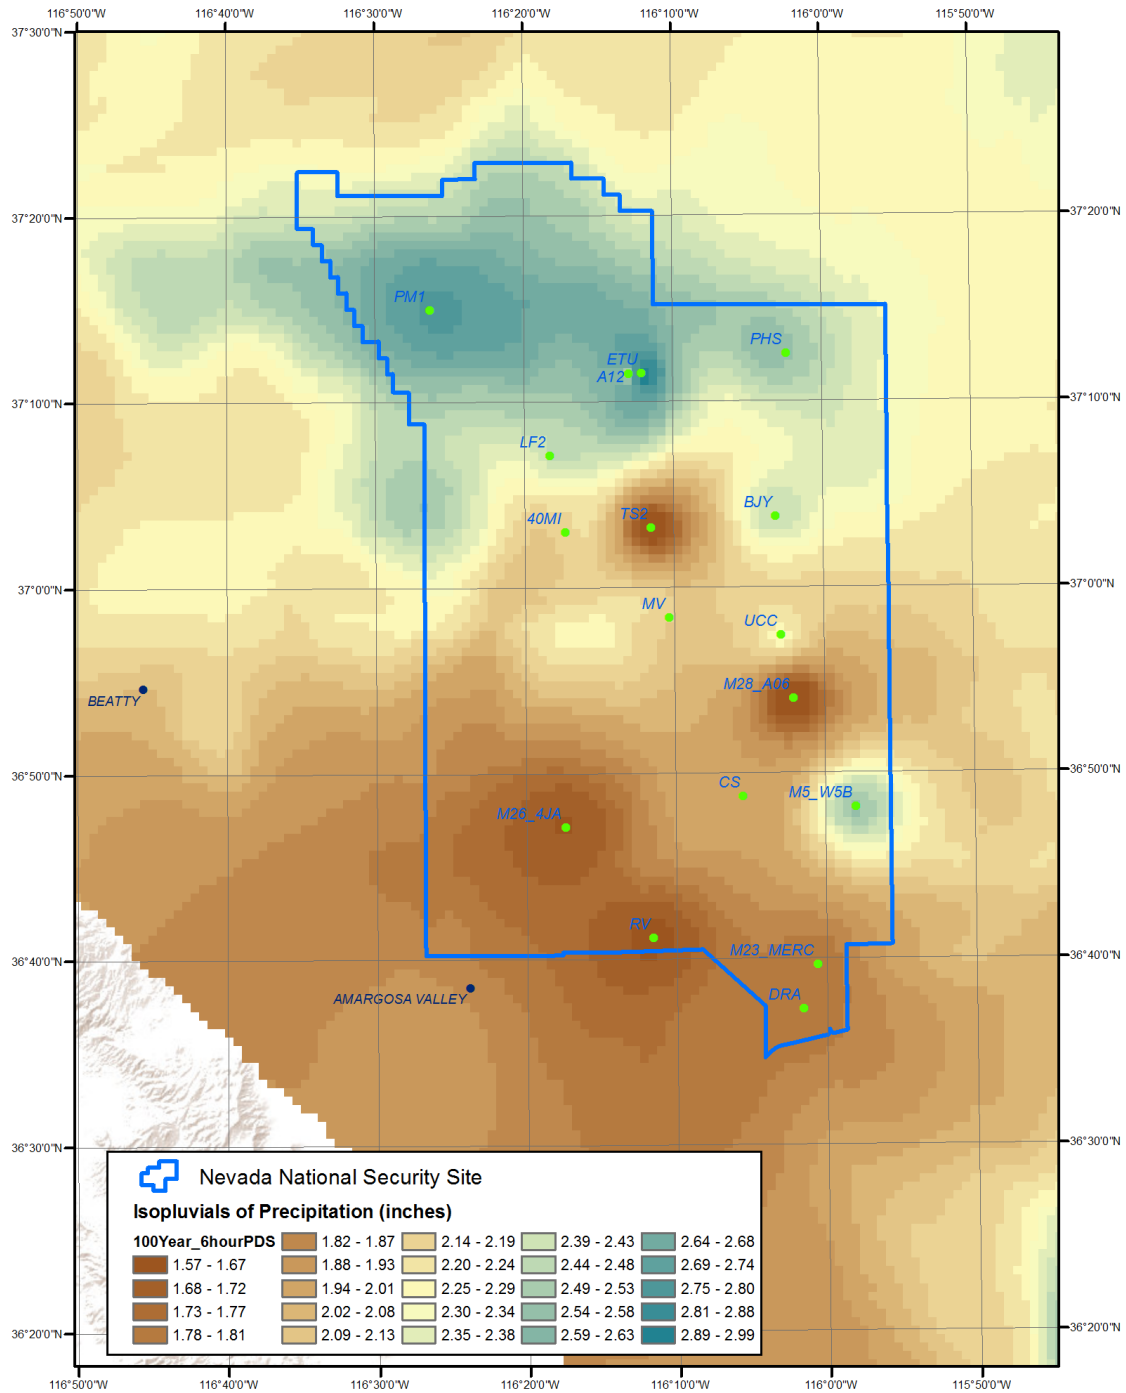 116°50'0"W 116°40'0"W 116°30'0"W 116°20'0"W 116°10'0"W 116°0'0"W 115°50'0"W
37°30'0"N
37°20'0"N 37°20'0"N
PM1
PHS
ETU
A12
37°10'0"N 37°10'0"N
LF2
BJY
40MI TS2
37°0'0"N 37°0'0"N
MV
UCC
M28_A06
BEATTY
36°50'0"N 36°50'0"N
CS
M5_W5B
M26_4JA
RV
M23_MERC
36°40'0"N 36°40'0"N
DRA
AMARGOSA VALLEY
36°30'0"N 36°30'0"N
Nevada National Security Site
Isopluvials of Precipitation (inches)
100Year_6hourPDS 1.82 - 1.87 2.14 - 2.19 2.39 - 2.43 2.64 - 2.68
1.57 - 1.67 1.88 - 1.93 2.20 - 2.24 2.44 - 2.48 2.69 - 2.74
1.68 - 1.72 1.94 - 2.01 2.25 - 2.29 2.49 - 2.53 2.75 - 2.80
1.73 - 1.77 2.02 - 2.08 2.30 - 2.34 2.54 - 2.58 2.81 - 2.88
1.78 - 1.81 2.09 - 2.13 2.35 - 2.38 2.59 - 2.63 2.89 - 2.99
36°20'0"N 36°20'0"N
116°50'0"W 116°40'0"W 116°30'0"W 116°20'0"W 116°10'0"W 116°0'0"W 115°50'0"W